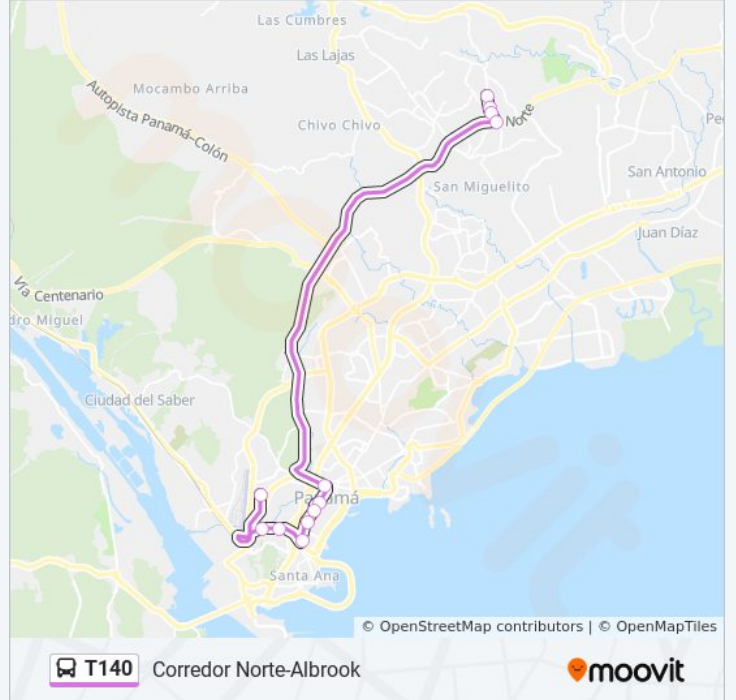 Las Cumbres
Las Lajas
Mocambo Arriba
Autopista Panamá-Colón
Chivo Chivo
Norte
San Antonio
San Miguelito
Juan Díaz
Vía Centenario
dro Miguel
Ciudad del Saber
Panamá
Santa Ana
© OpenStreetMap contributors | © OpenMapTiles
T140 Corredor Norte-Albrook
moovit